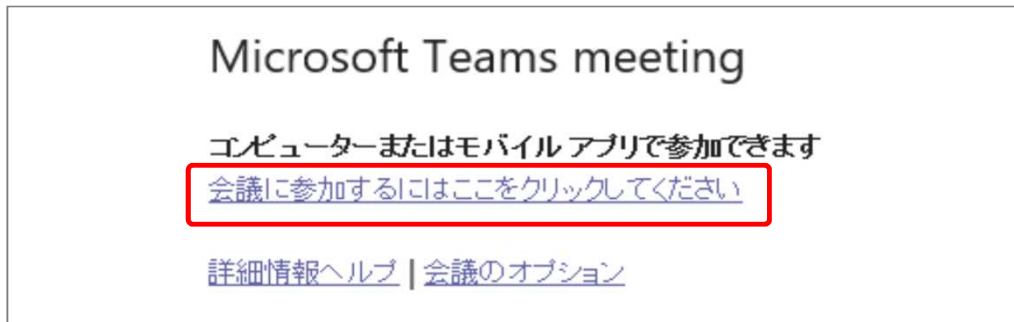 Microsoft Teams meeting
コンピューターまたはモバイル アプリで参加できます
会議に参加するにはここをクリックしてください
詳細情報ヘルプ | 会議のオプション